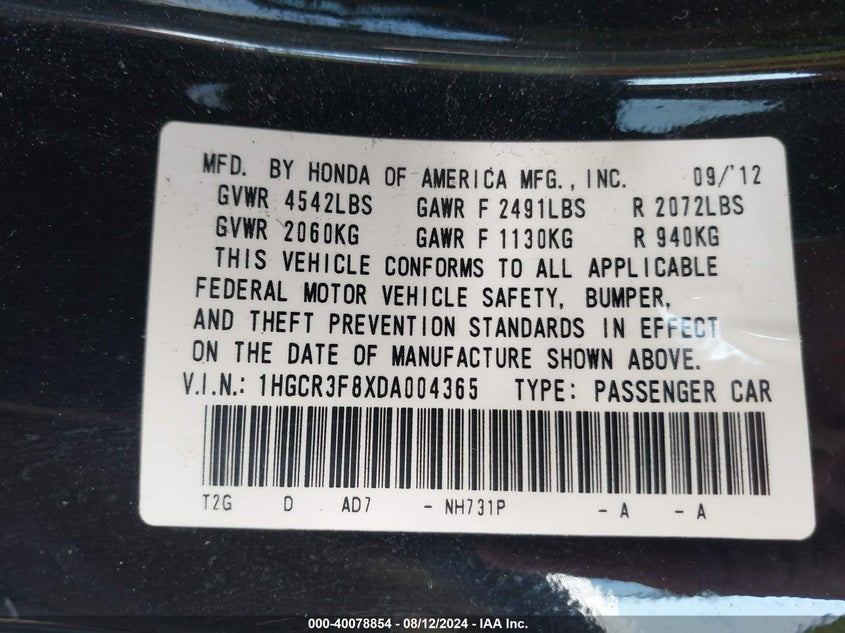 MFD. BY HONDA OF AMERICA MFG., INC. 09/'12
GVWR 4542LBS GAWR F 2491LBS R 2072LBS
GVWR 2060KG GAWR F 1130KG R 940KG
THIS VEHICLE CONFORMS TO ALL APPLICABLE
FEDERAL MOTOR VEHICLE SAFETY, BUMPER,
AND THEFT PREVENTION STANDARDS IN EFFECT
ON THE DATE OF MANUFACTURE SHOWN ABOVE.
V.I.N.: 1HGCR3F8XDA004365 TYPE: PASSENGER CAR
T2G D AD7 - NH731P - A - A
000-40078854 - 08/12/2024 - IAA Inc.